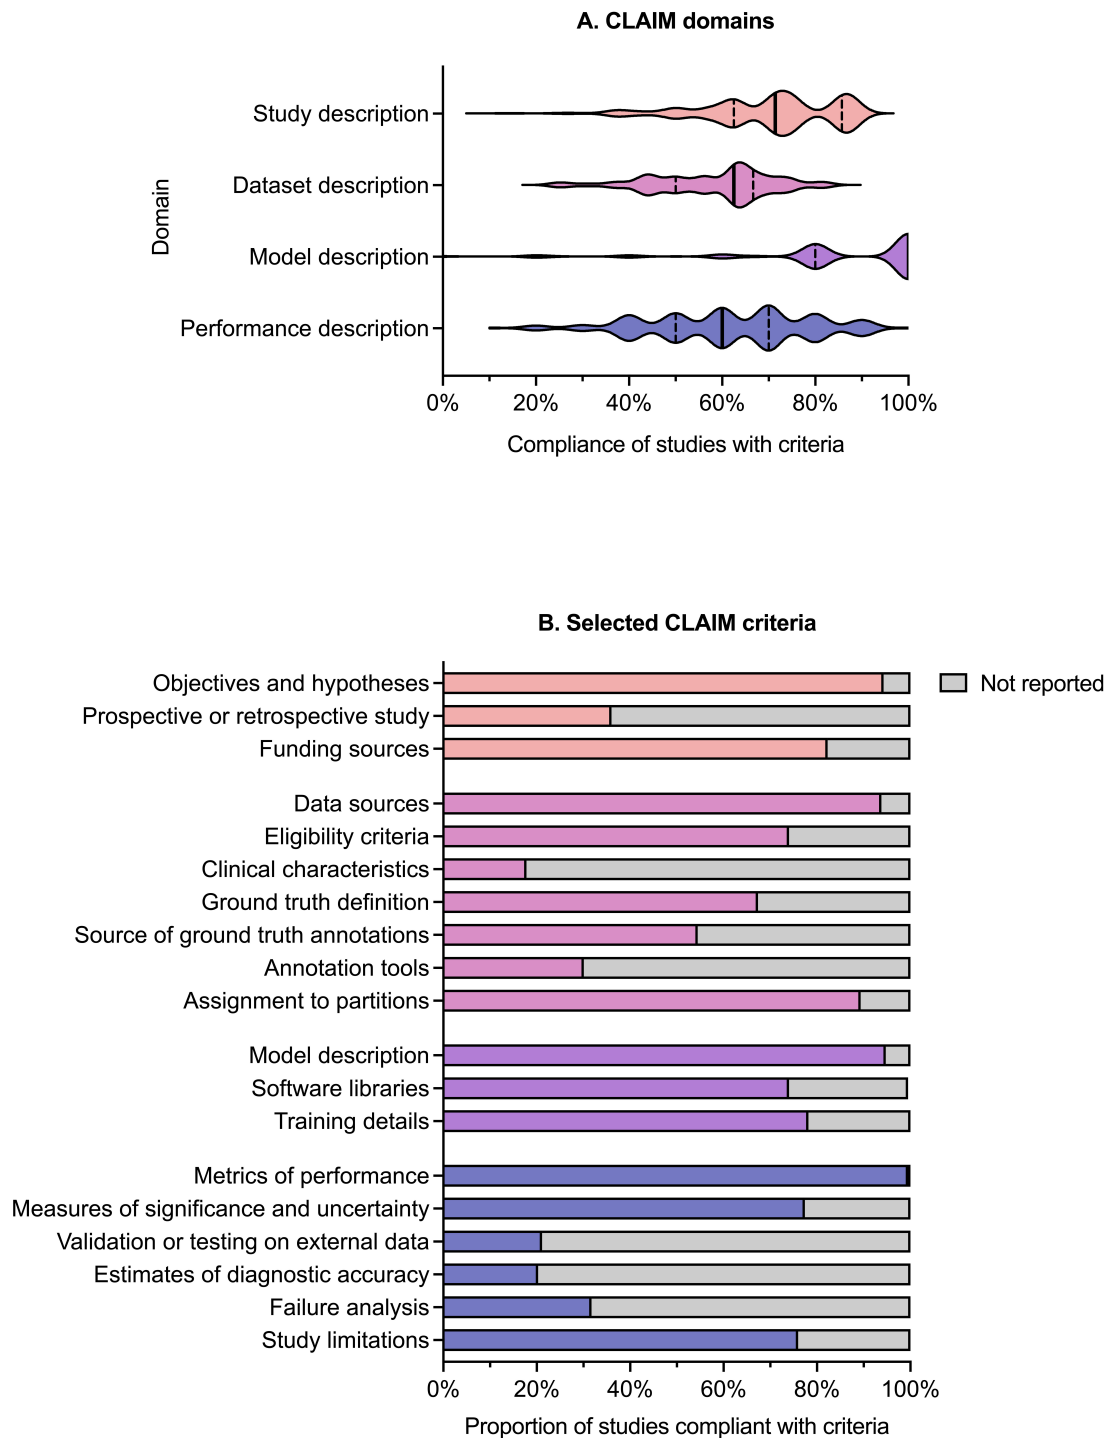 A. CLAIM domains
Domain
Study description
Dataset description
Model description
Performance description
0% 20% 40% 60% 80% 100%
Compliance of studies with criteria
B. Selected CLAIM criteria
Objectives and hypotheses
Not reported
Prospective or retrospective study
Funding sources
Data sources
Eligibility criteria
Clinical characteristics
Ground truth definition
Source of ground truth annotations
Annotation tools
Assignment to partitions
Model description
Software libraries
Training details
Metrics of performance
Measures of significance and uncertainty
Validation or testing on external data
Estimates of diagnostic accuracy
Failure analysis
Study limitations
0% 20% 40% 60% 80% 100%
Proportion of studies compliant with criteria